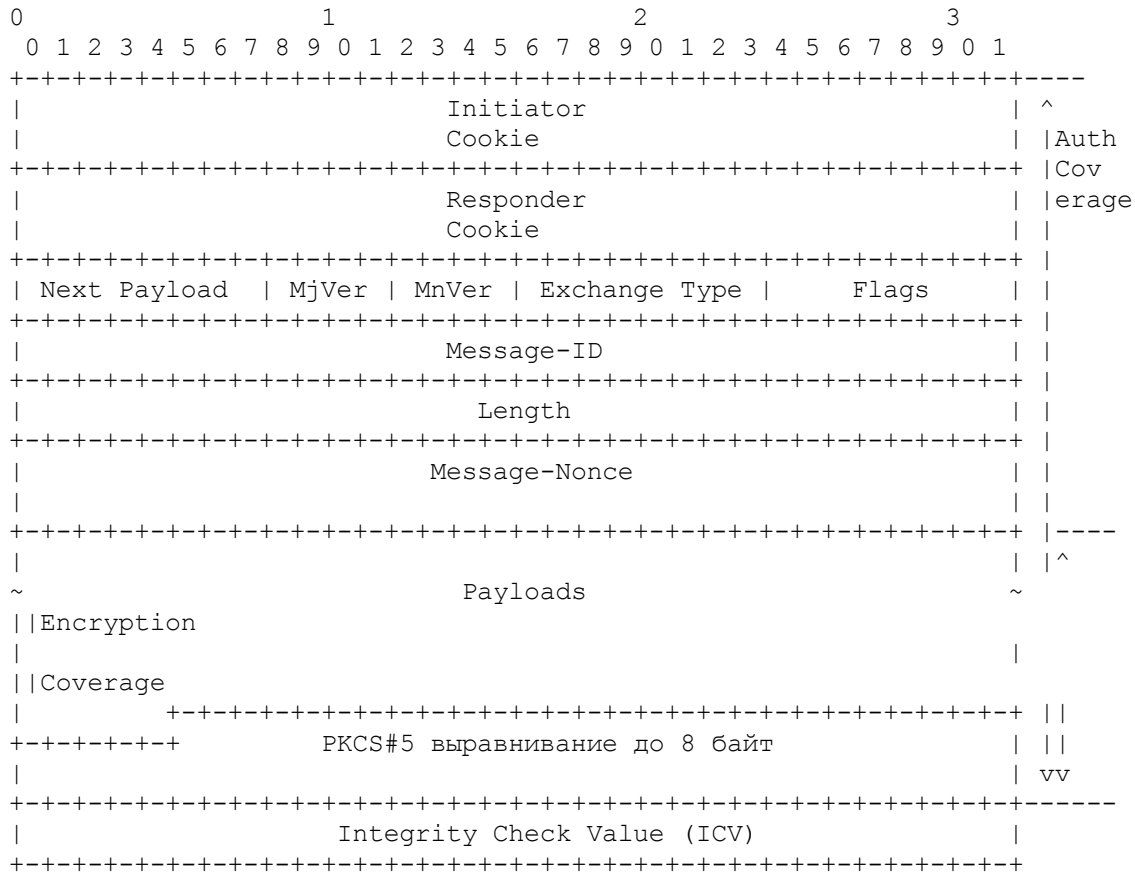 0                   1                   2                   3
 0 1 2 3 4 5 6 7 8 9 0 1 2 3 4 5 6 7 8 9 0 1 2 3 4 5 6 7 8 9 0 1
+-+-+-+-+-+-+-+-+-+-+-+-+-+-+-+-+-+-+-+-+-+-+-+-+-+-+-+-+-+-+-+-+----
|                           Initiator                           | ^
|                           Cookie                              | |Auth
+-+-+-+-+-+-+-+-+-+-+-+-+-+-+-+-+-+-+-+-+-+-+-+-+-+-+-+-+-+-+-+-+ |Cov
|                           Responder                           | |erage
|                           Cookie                              | |
+-+-+-+-+-+-+-+-+-+-+-+-+-+-+-+-+-+-+-+-+-+-+-+-+-+-+-+-+-+-+-+-+ |
| Next Payload  | MjVer | MnVer | Exchange Type |     Flags     | |
+-+-+-+-+-+-+-+-+-+-+-+-+-+-+-+-+-+-+-+-+-+-+-+-+-+-+-+-+-+-+-+-+ |
|                           Message-ID                          | |
+-+-+-+-+-+-+-+-+-+-+-+-+-+-+-+-+-+-+-+-+-+-+-+-+-+-+-+-+-+-+-+-+ |
|                             Length                            | |
+-+-+-+-+-+-+-+-+-+-+-+-+-+-+-+-+-+-+-+-+-+-+-+-+-+-+-+-+-+-+-+-+ |
|                          Message-Nonce                        | |
|                                                               | |
+-+-+-+-+-+-+-+-+-+-+-+-+-+-+-+-+-+-+-+-+-+-+-+-+-+-+-+-+-+-+-+-+ |----
|                                                               | |^
~                            Payloads                           ~
||Encryption
|                                                               |
||Coverage
|         +-+-+-+-+-+-+-+-+-+-+-+-+-+-+-+-+-+-+-+-+-+-+-+-+-+-+-+ ||
+-+-+-+-+-+         PKCS#5 выравнивание до 8 байт               | ||
|                                                               | vv
+-+-+-+-+-+-+-+-+-+-+-+-+-+-+-+-+-+-+-+-+-+-+-+-+-+-+-+-+-+-+-+-+------
|                    Integrity Check Value (ICV)                |
+-+-+-+-+-+-+-+-+-+-+-+-+-+-+-+-+-+-+-+-+-+-+-+-+-+-+-+-+-+-+-+-+